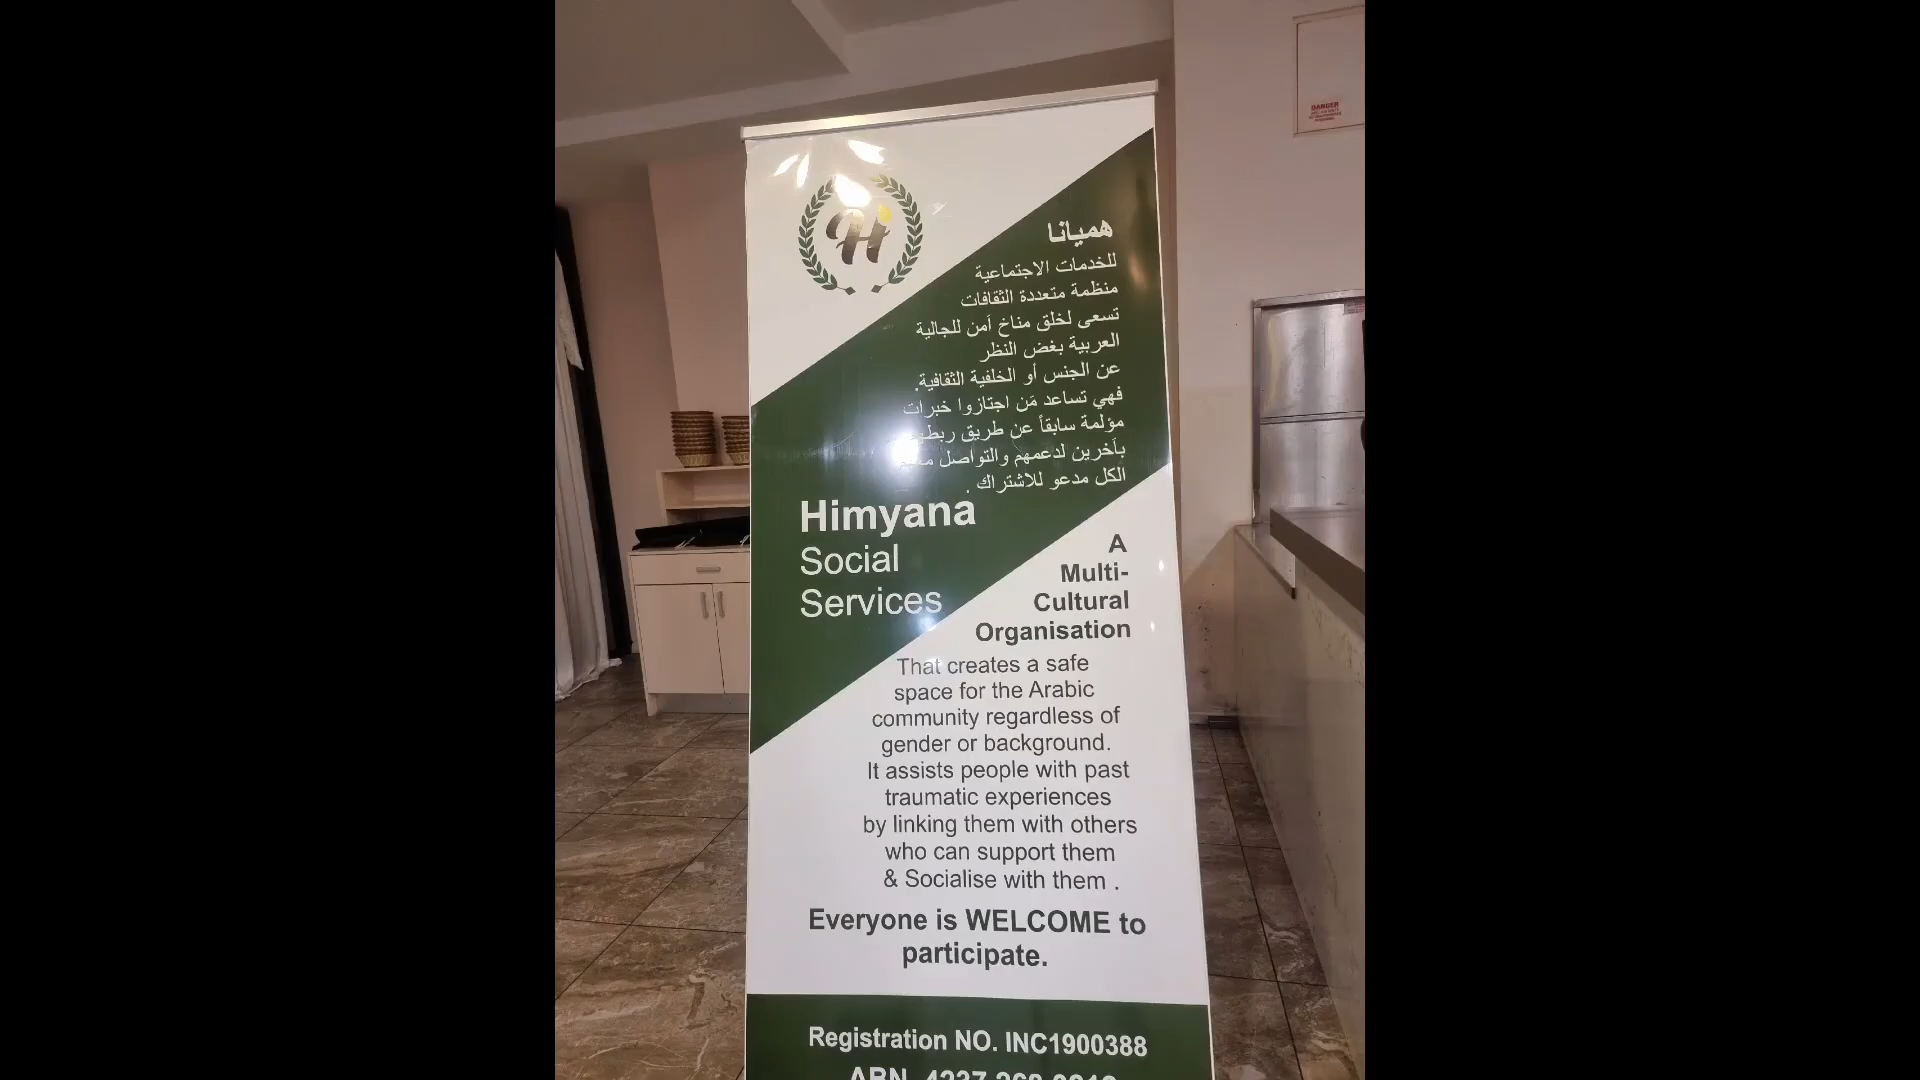 H
هميانا
للخدمات الاجتماعية
منظمة متعددة الثقافات
تسعى لخلق مناخ آمن للجالية
العربية بغض النظر
عن الجنس أو الخلفية الثقافية.
فهي تساعد مَن اجتازوا خبرات
مؤلمة سابقاً عن طريق
بآخرين لدعمهم والتواصل
الكل مدعو للاشتراك .
Himyana
Social
Services
A
Multi-
Cultural
Organisation
That creates a safe
space for the Arabic
community regardless of
gender or background.
It assists people with past
traumatic experiences
by linking them with others
who can support them
& Socialise with them .
Everyone is WELCOME to
participate.
Registration NO. INC1900388
ABN
DANGER